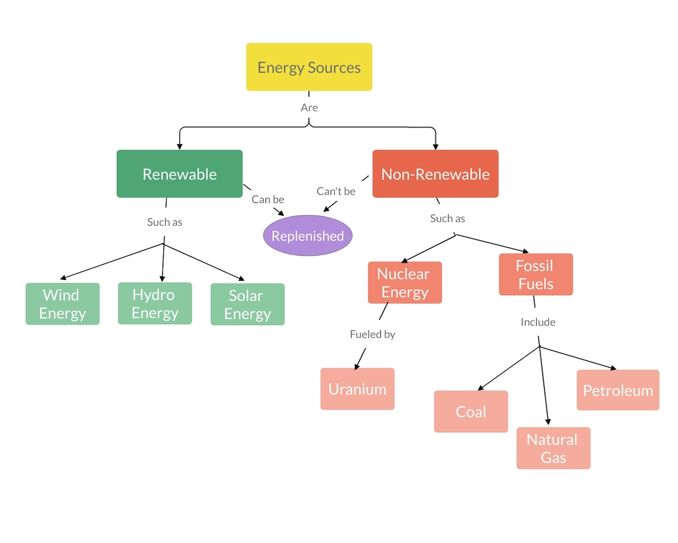 Energy Sources
Are
Renewable
Non-Renewable
Can be
Can't be
Replenished
Such as
Such as
Wind
Energy
Hydro
Energy
Solar
Energy
Nuclear
Energy
Fossil
Fuels
Fueled by
Include
Uranium
Coal
Natural
Gas
Petroleum